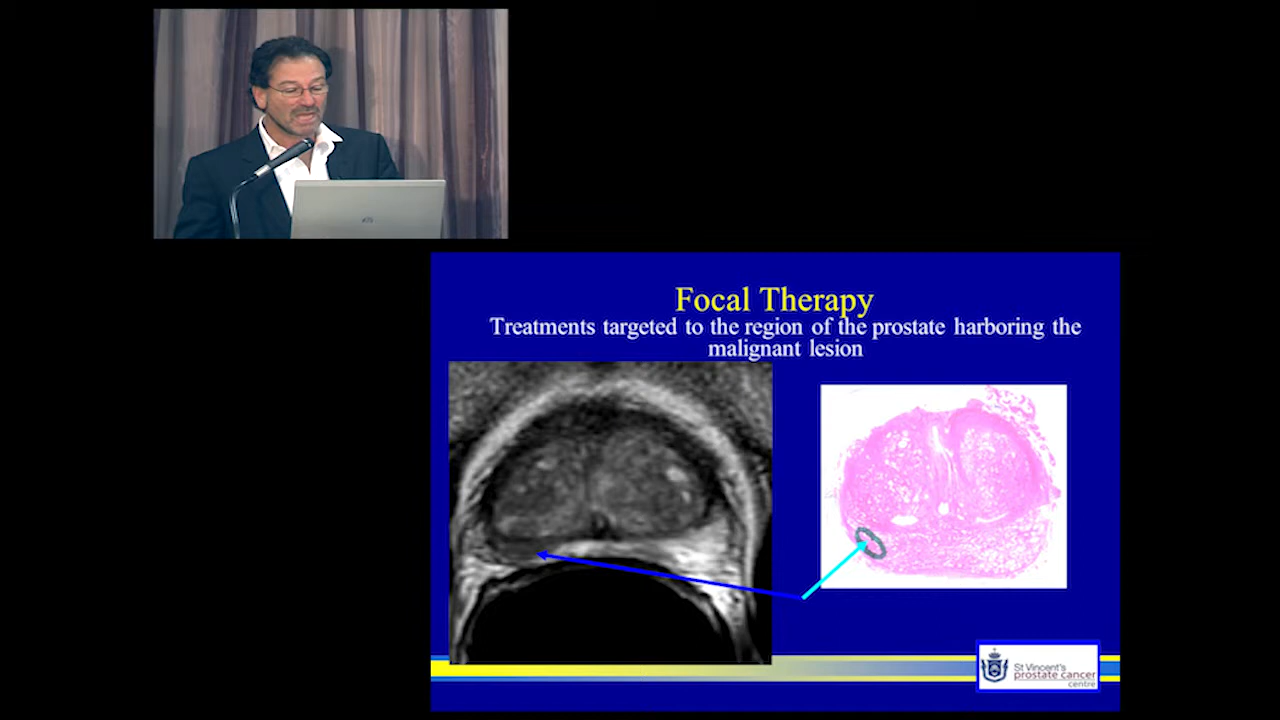 Focal Therapy
Treatments targeted to the region of the prostate harboring the
malignant lesion
St Vincent's
prostate cancer
centre